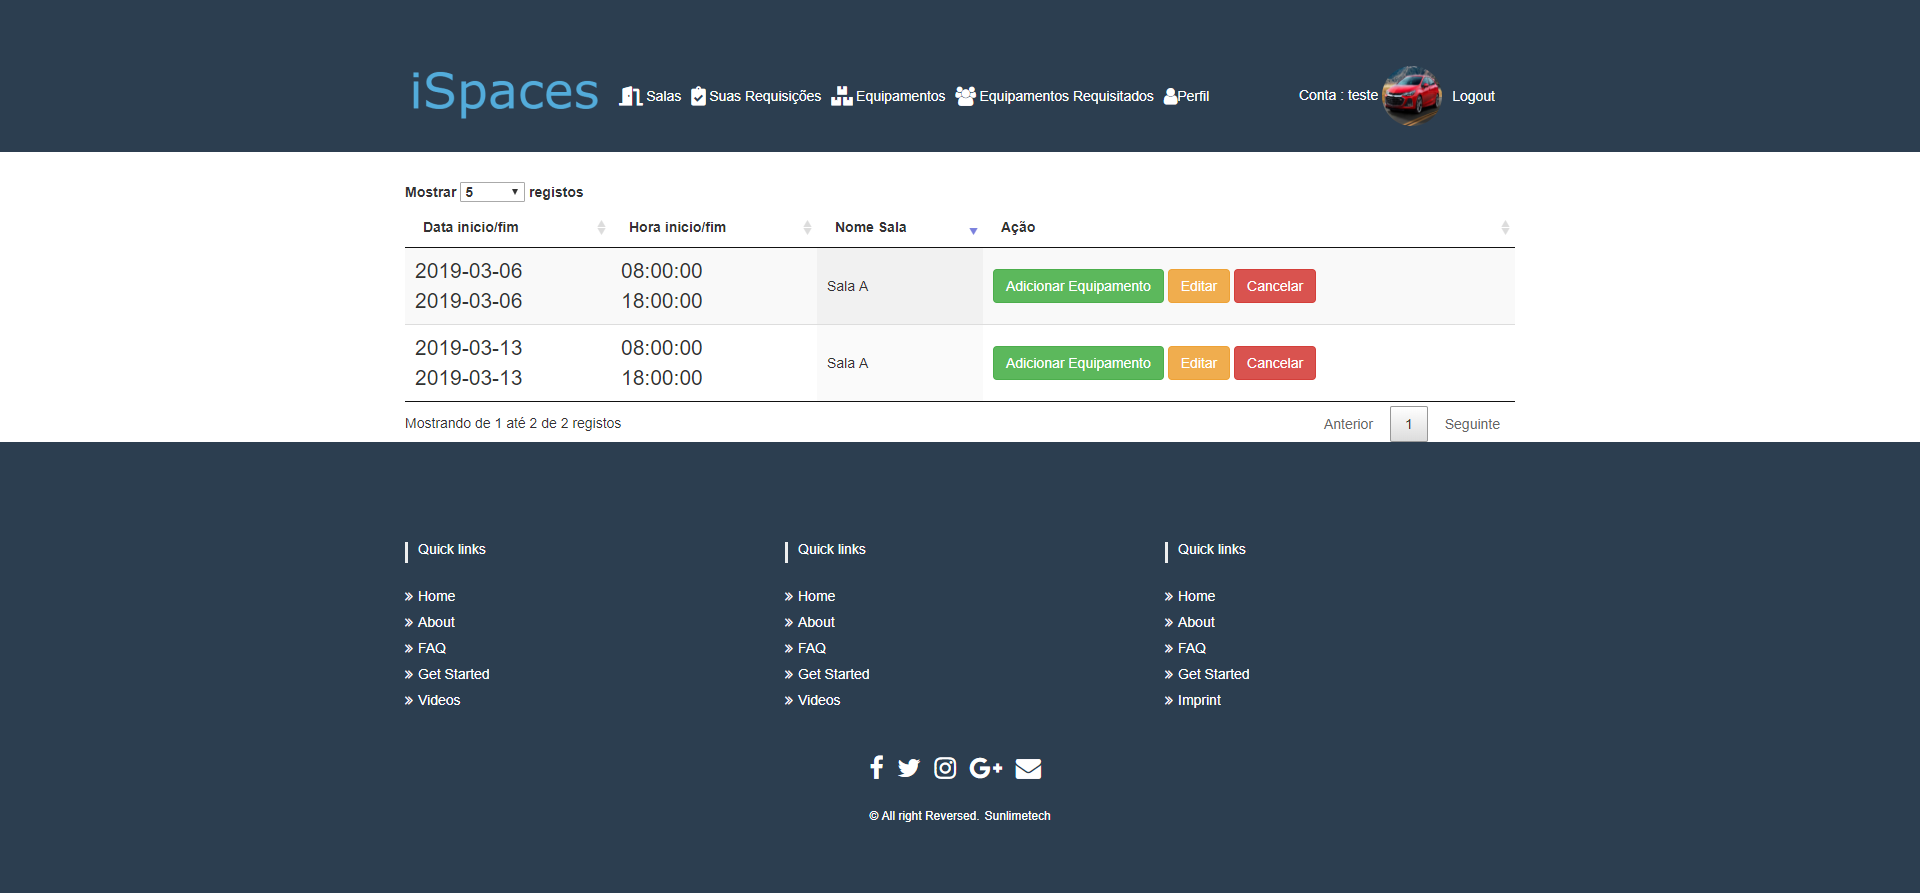 iSpaces Salas Suas Requisições Equipamentos Equipamentos Requisitados Perfil Conta : teste Logout
Mostrar 5 registos
Data inicio/fim Hora inicio/fim Nome Sala Ação
2019-03-06 08:00:00
2019-03-06 18:00:00
Sala A Adicionar Equipamento Editar Cancelar
2019-03-13 08:00:00
2019-03-13 18:00:00
Sala A Adicionar Equipamento Editar Cancelar
Mostrando de 1 até 2 de 2 registos Anterior 1 Seguinte
Quick links Quick links Quick links
» Home » Home » Home
» About » About » About
» FAQ » FAQ » FAQ
» Get Started » Get Started » Get Started
» Videos » Videos » Imprint
© All right Reversed. Sunlimetech